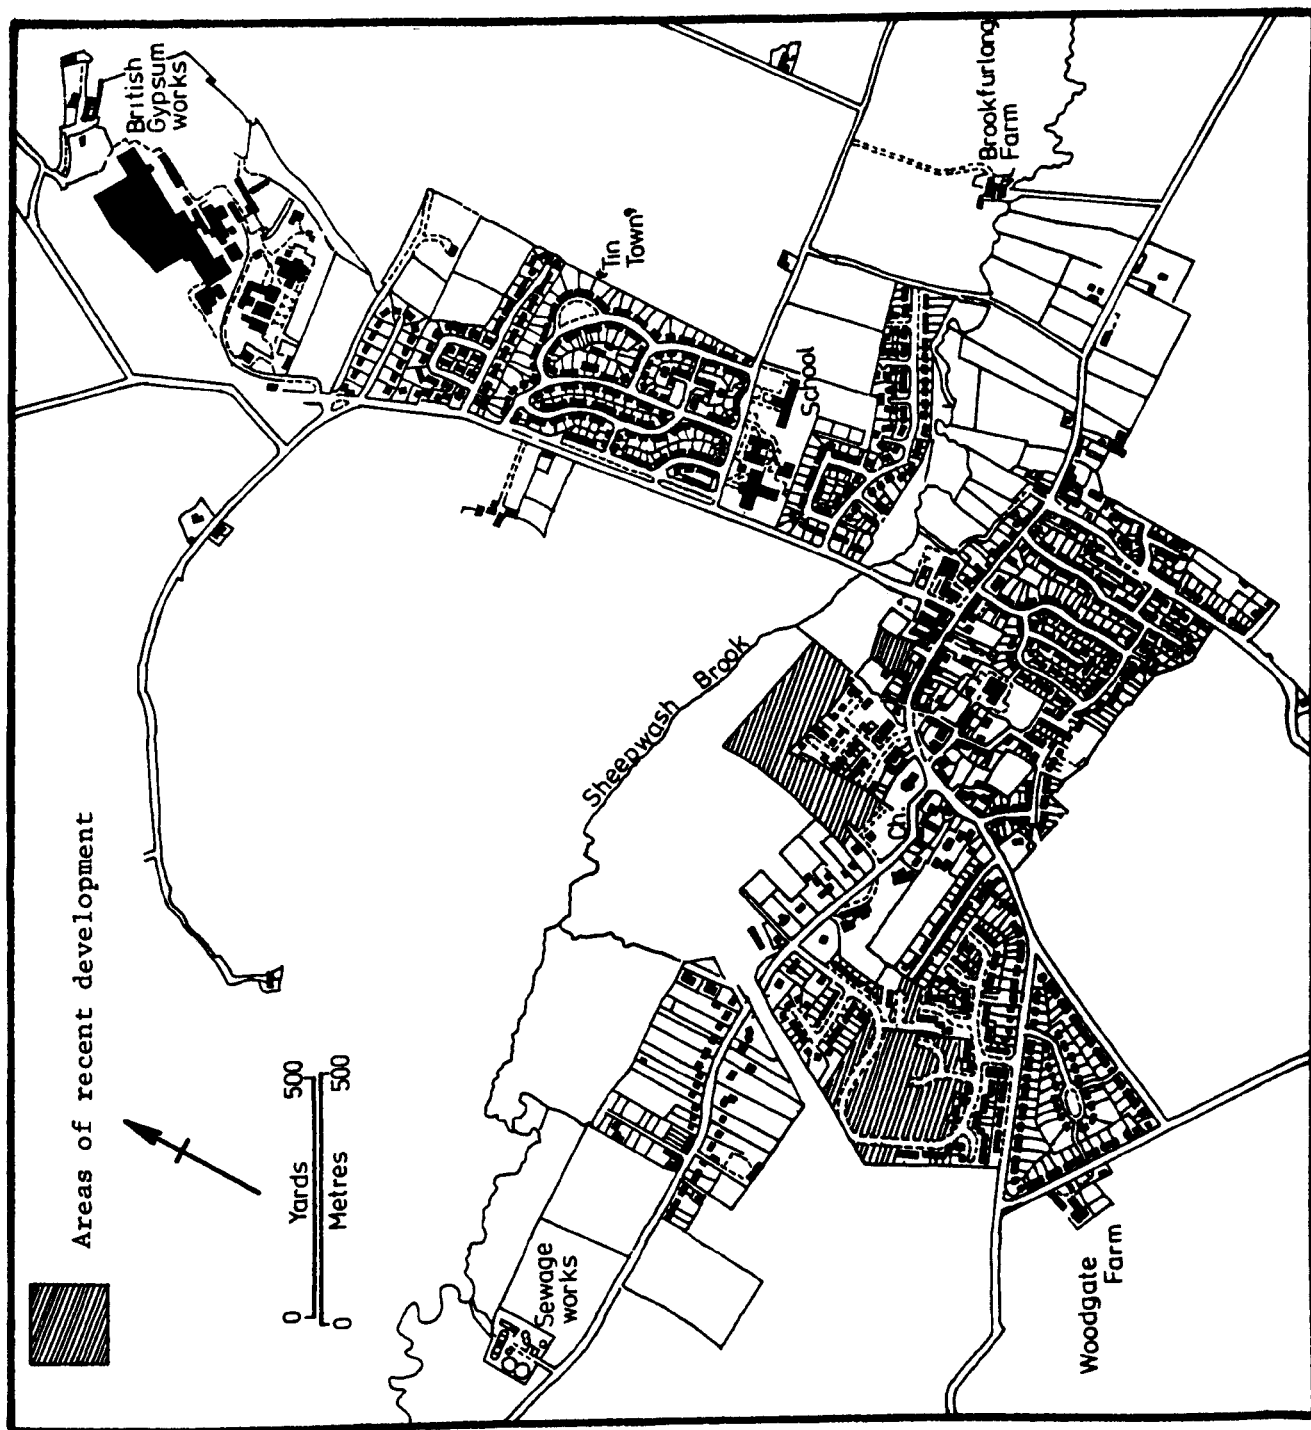 British
Gypsum
works
Brookfurlong
Farm
'Tin
Town'
School
Sheepwash Brook
Ch.
Areas of recent development
0 Yards 500
0 Metres 500
Sewage
works
Woodgate
Farm